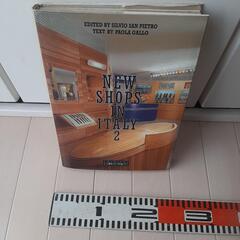 EDITED BY SILVIO SAN PIETRO
TEXT BY PAOLA GALLO
NEW
SHOPS
IN
ITALY
2
1 2 3